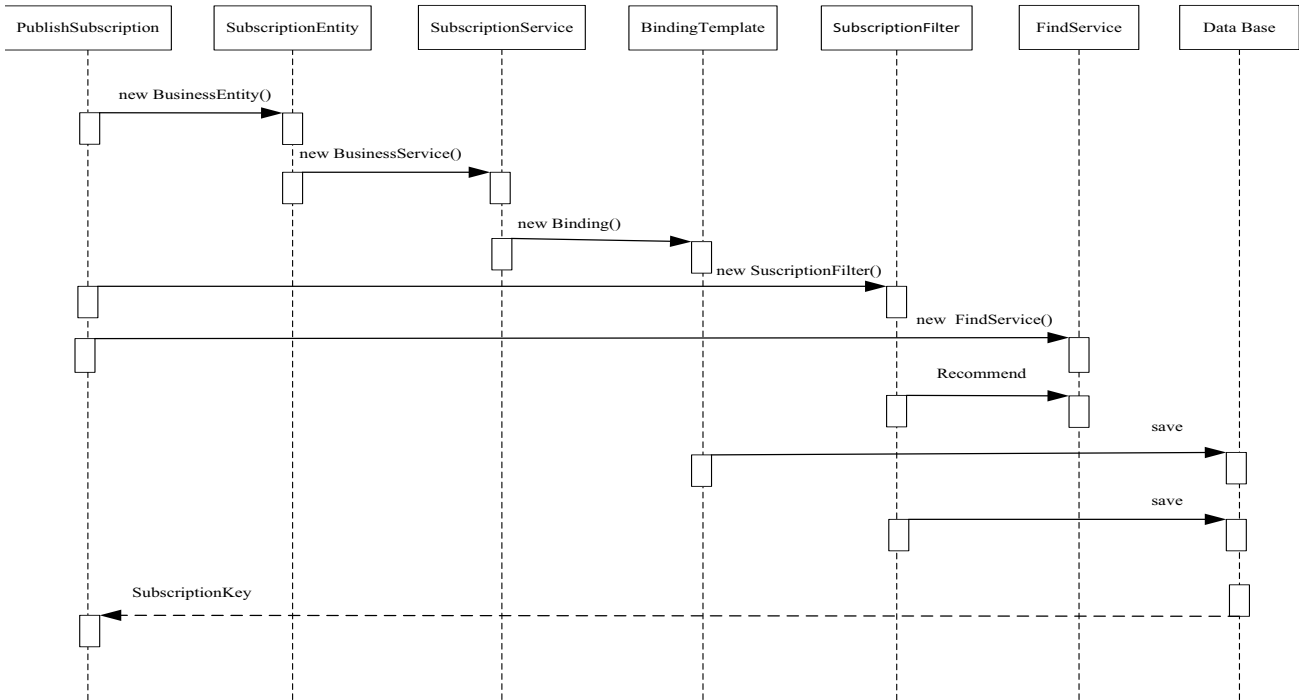 PublishSubscription
SubscriptionEntity
SubscriptionService
BindingTemplate
SubscriptionFilter
FindService
Data Base
new BusinessEntity()
new BusinessService()
new Binding()
new SuscriptionFilter()
new FindService()
Recommend
save
save
SubscriptionKey